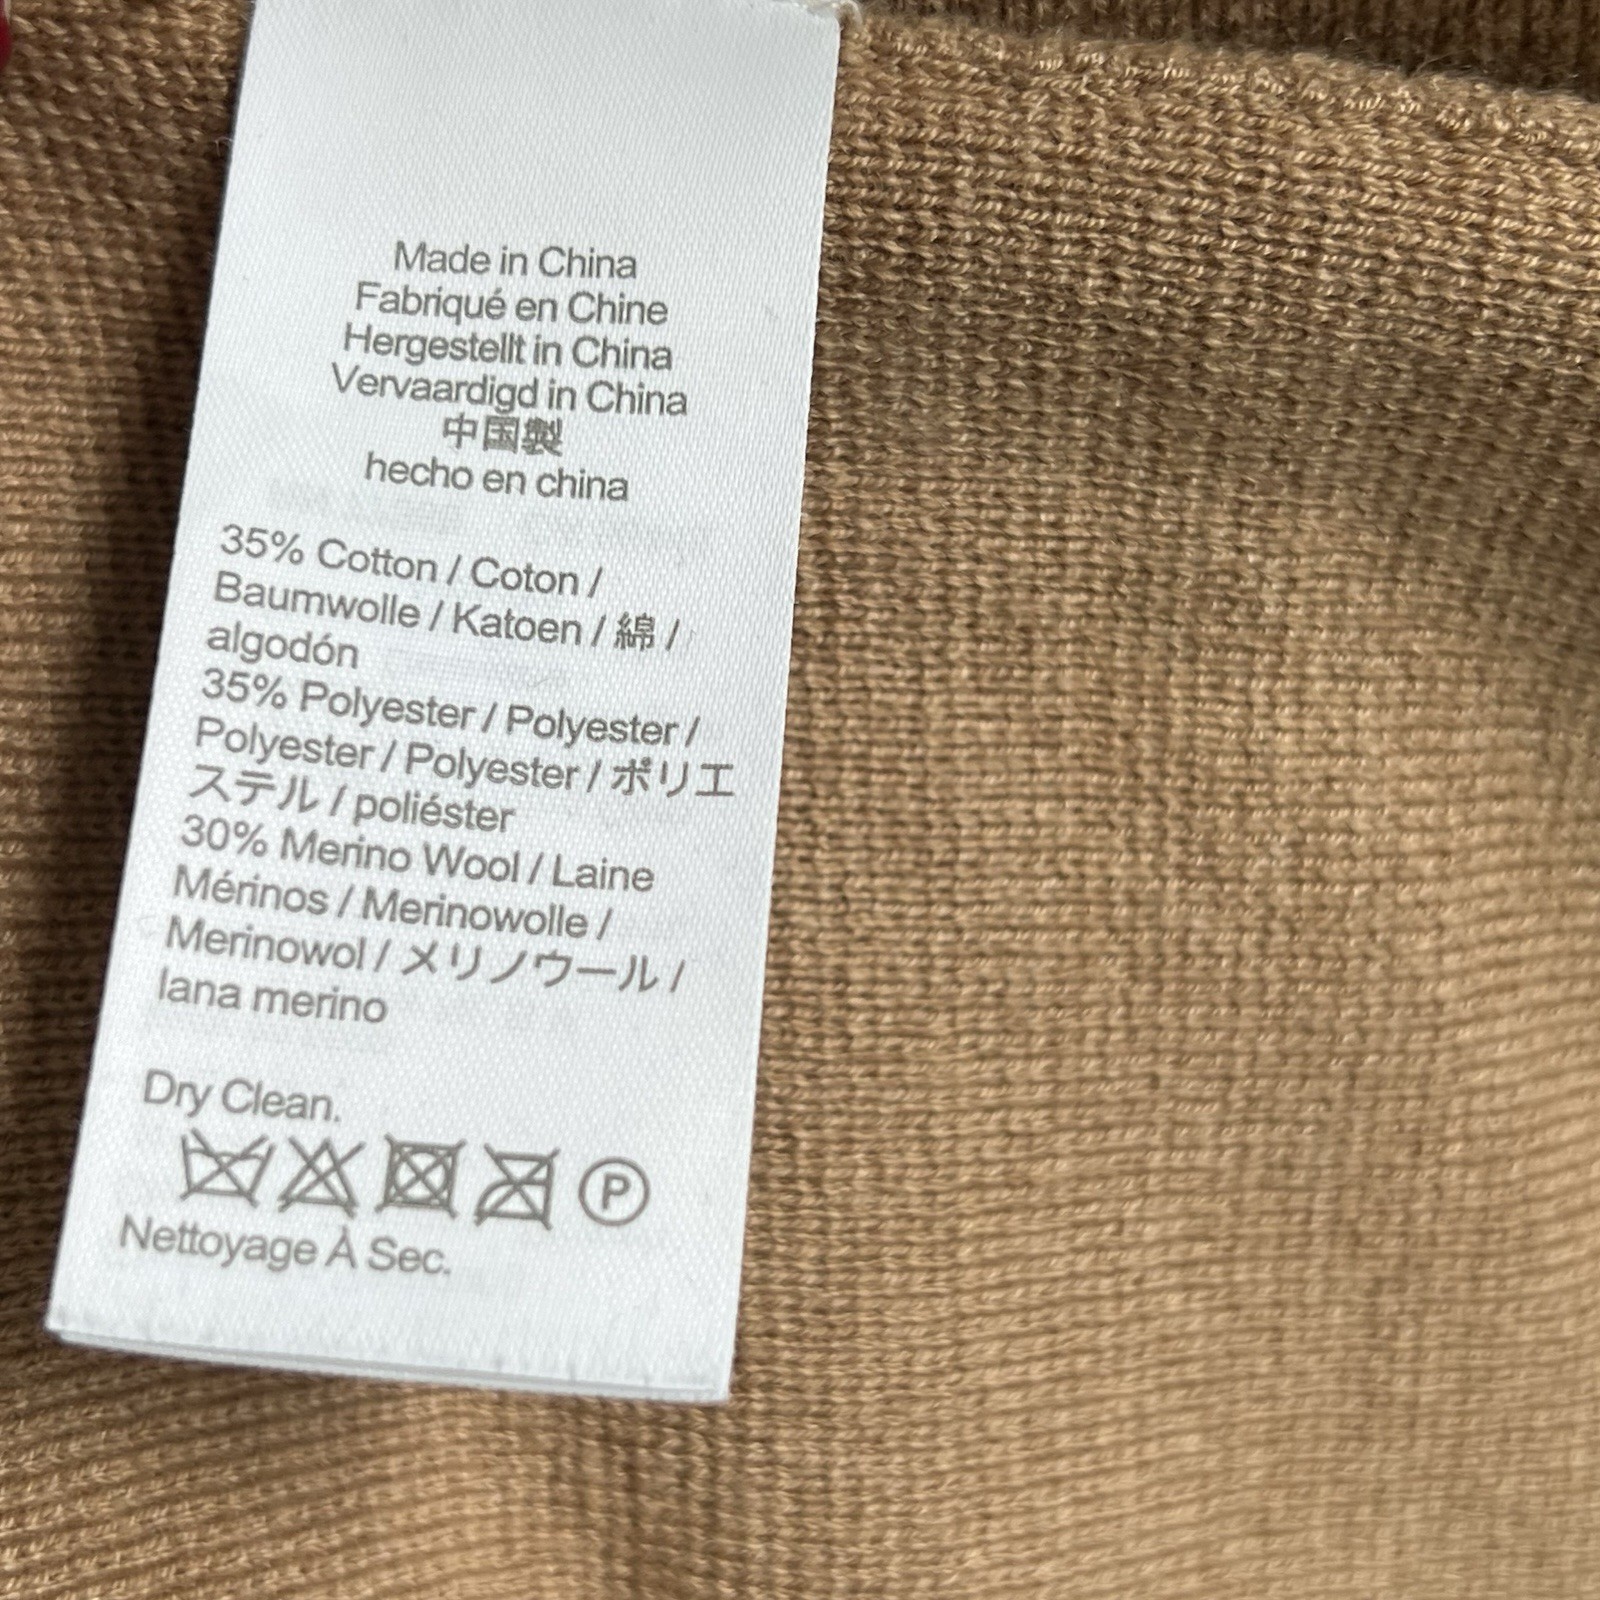 Made in China
Fabriqué en Chine
Hergestellt in China
Vervaardigd in China
中国製
hecho en china
35% Cotton / Coton /
Baumwolle / Katoen / 綿 /
algodón
35% Polyester / Polyester /
Polyester / Polyester / ポリエ
ステル / poliéster
30% Merino Wool / Laine
Mérinos / Merinowolle /
Merinowol / メリノウール /
lana merino
Dry Clean.
P
Nettoyage À Sec.